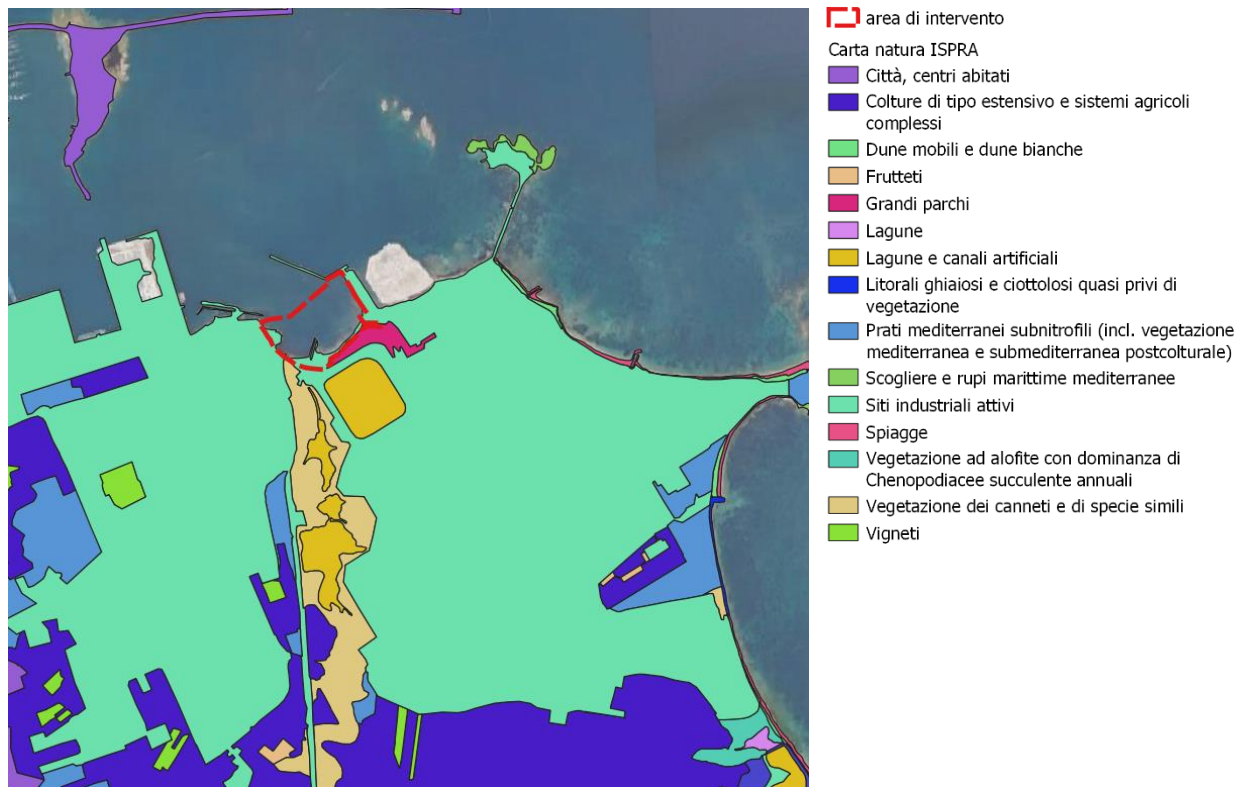 area di intervento
Carta natura ISPRA
Città, centri abitati
Colture di tipo estensivo e sistemi agricoli
complessi
Dune mobili e dune bianche
Frutteti
Grandi parchi
Lagune
Lagune e canali artificiali
Litorali ghiaiosi e ciottolosi quasi privi di
vegetazione
Prati mediterranei subnitrofili (incl. vegetazione
mediterranea e submediterranea postcolturale)
Scogliere e rupi marittime mediterranee
Siti industriali attivi
Spiagge
Vegetazione ad alofite con dominanza di
Chenopodiacee succulente annuali
Vegetazione dei canneti e di specie simili
Vigneti